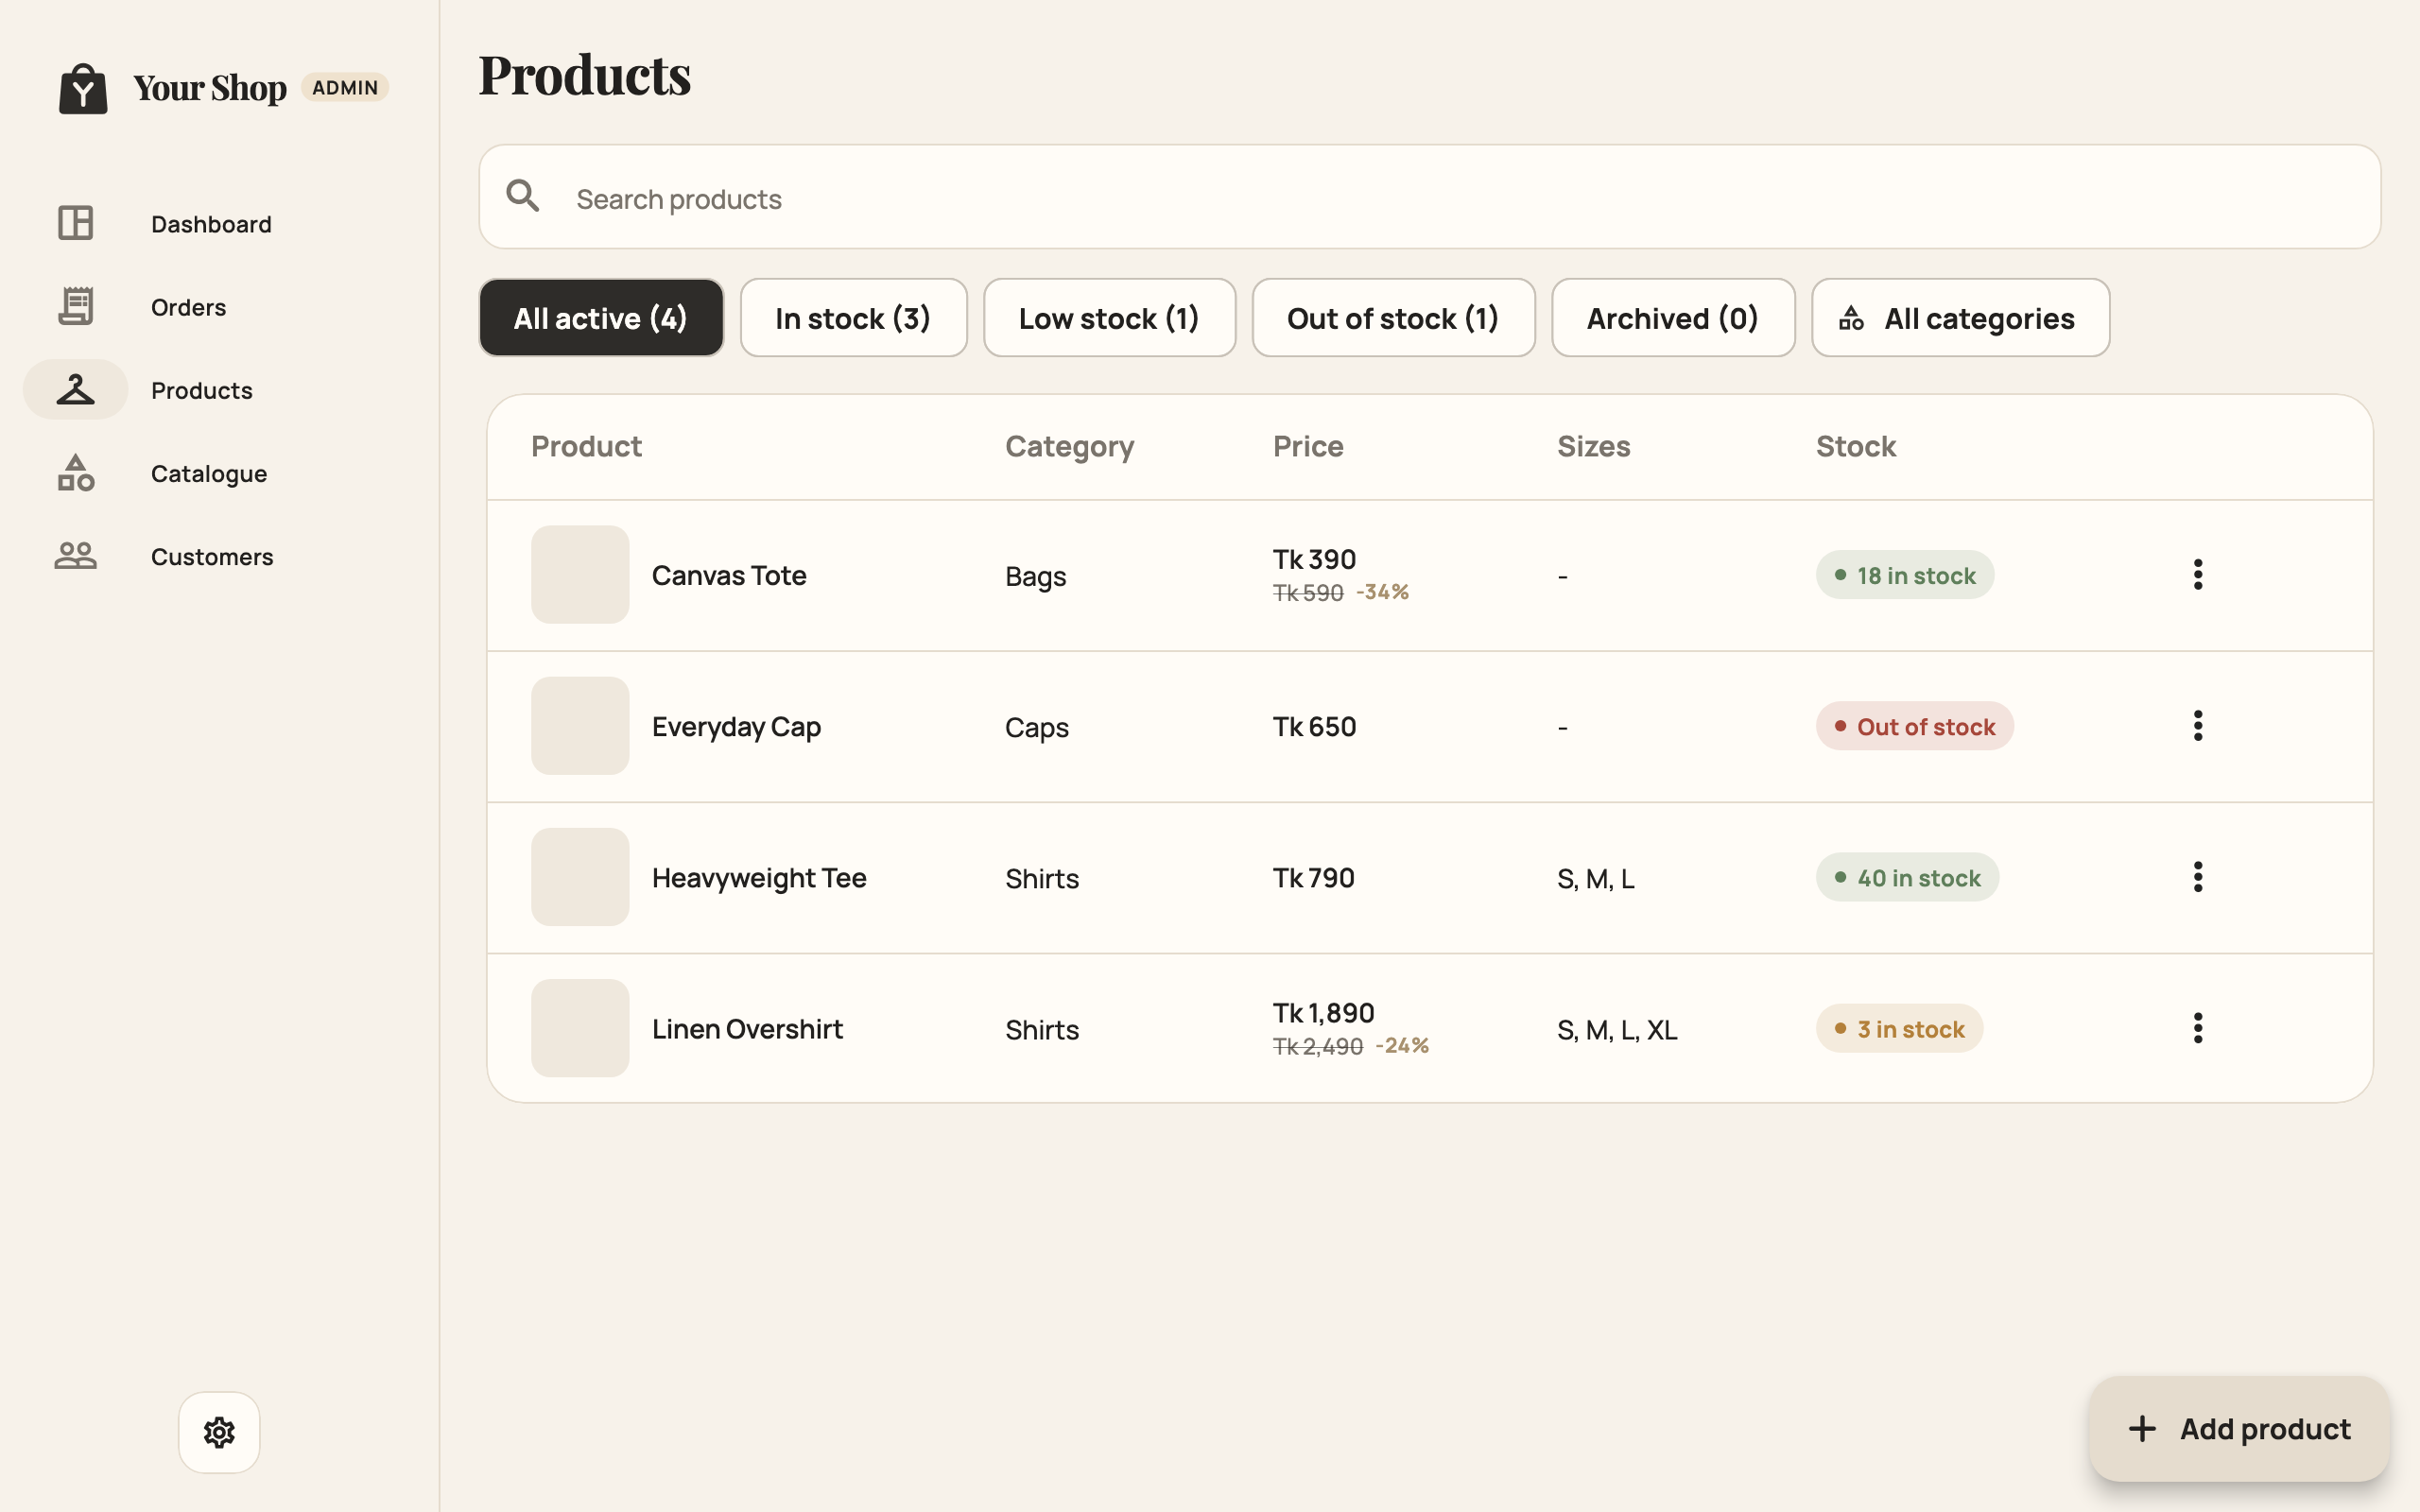 Your Shop ADMIN
Dashboard
Orders
Products
Catalogue
Customers
Products
Search products
All active (4) In stock (3) Low stock (1) Out of stock (1) Archived (0) All categories
Product Category Price Sizes Stock
Canvas Tote Bags Tk 390 - 18 in stock
Tk 590 -34%
Everyday Cap Caps Tk 650 - Out of stock
Heavyweight Tee Shirts Tk 790 S, M, L 40 in stock
Linen Overshirt Shirts Tk 1,890 S, M, L, XL 3 in stock
Tk 2,490 -24%
Add product